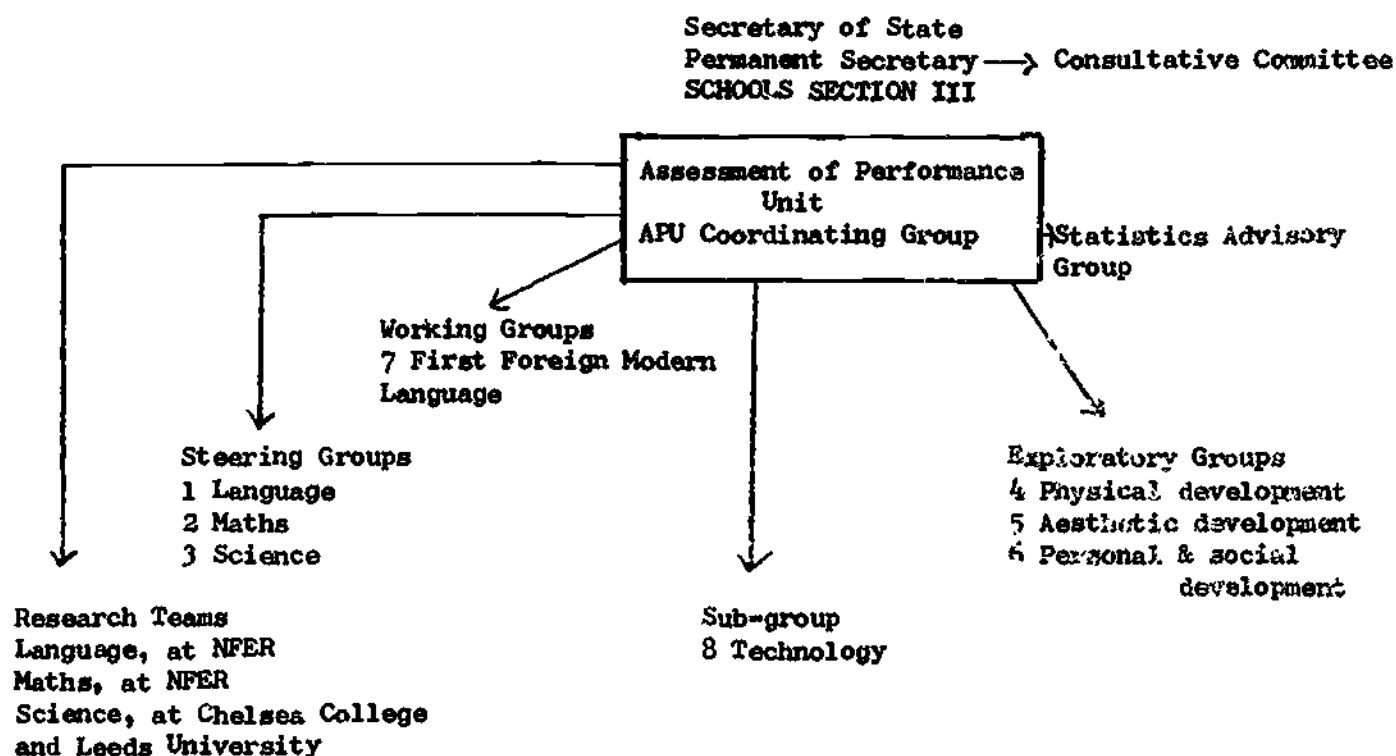 Secretary of State
Permanent Secretary → Consultative Committee
SCHOOLS SECTION III
Assessment of Performance
Unit
APU Coordinating Group
Statistics Advisory
Group
Working Groups
7 First Foreign Modern
Language
Steering Groups
1 Language
2 Maths
3 Science
Exploratory Groups
4 Physical development
5 Aesthetic development
6 Personal & social
development
Research Teams
Language, at NFER
Maths, at NFER
Science, at Chelsea College
and Leeds University
Sub-group
8 Technology